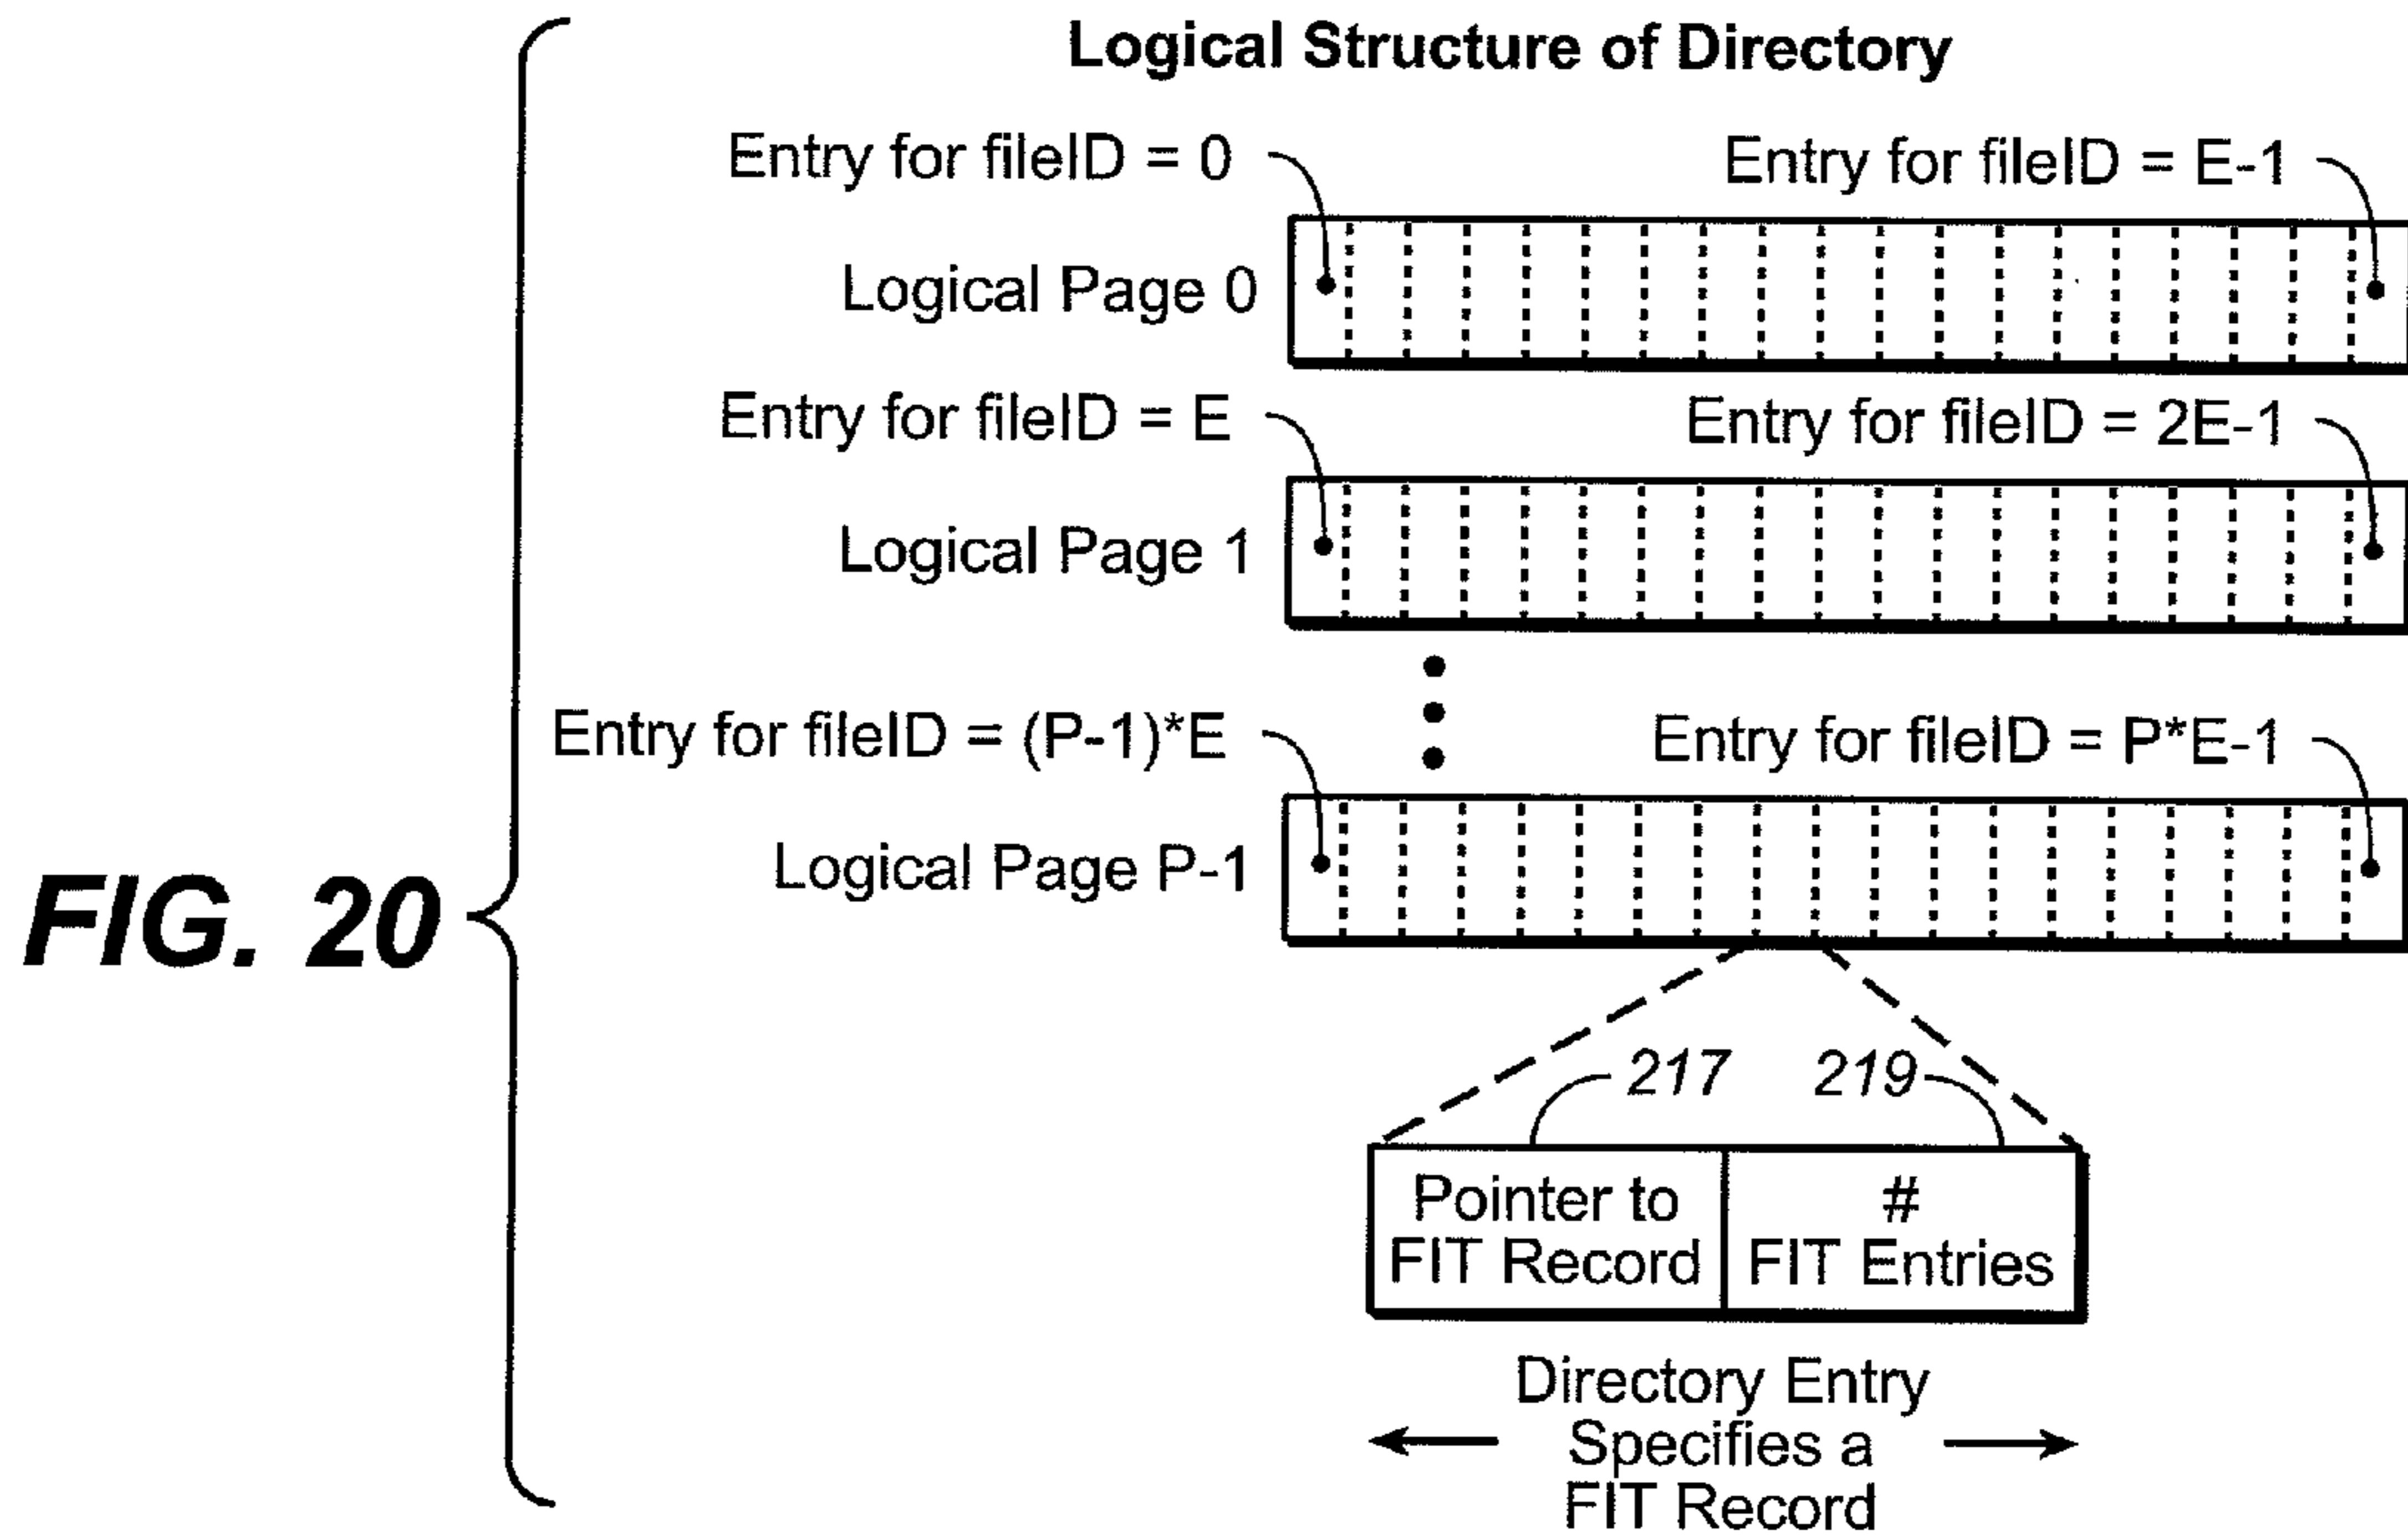 Logical Structure of Directory
Entry for fileID = 0
Entry for fileID = E-1
Logical Page 0
Entry for fileID = E
Entry for fileID = 2E-1
Logical Page 1
Entry for fileID = (P-1)*E
Entry for fileID = P*E-1
Logical Page P-1
FIG. 20
217
219
Pointer to
FIT Record
#
FIT Entries
Directory Entry
Specifies a
FIT Record